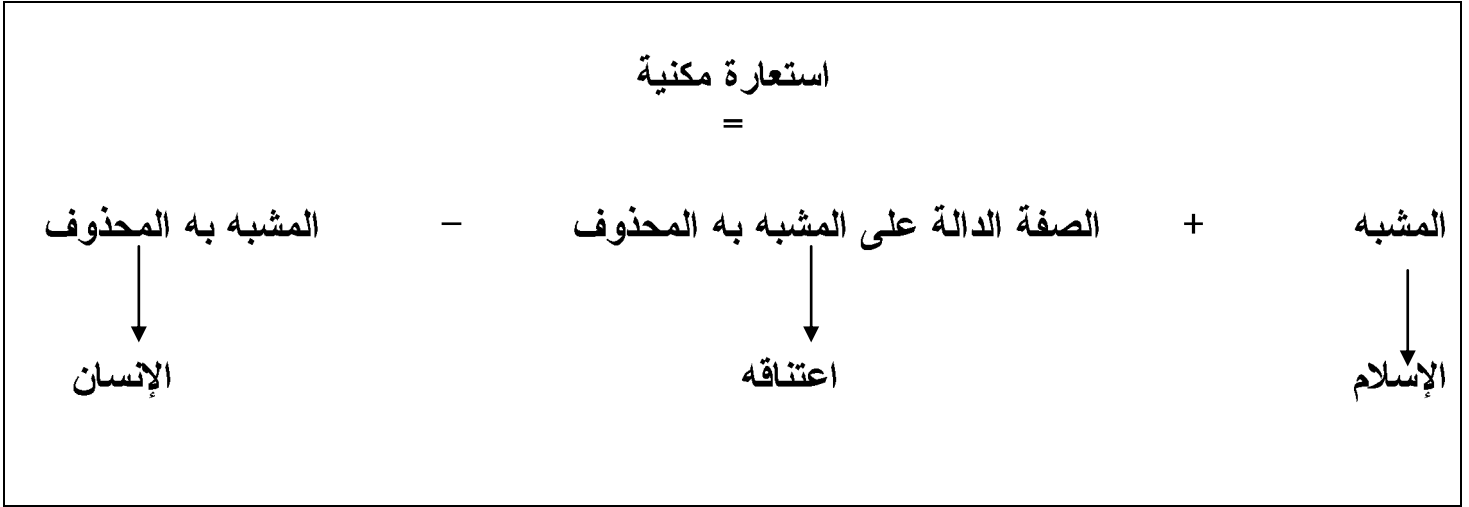 استعارة مكنية
=
المشبه + الصفة الدالة على المشبه به المحذوف – المشبه به المحذوف
الإسلام اعتناقه الإنسان